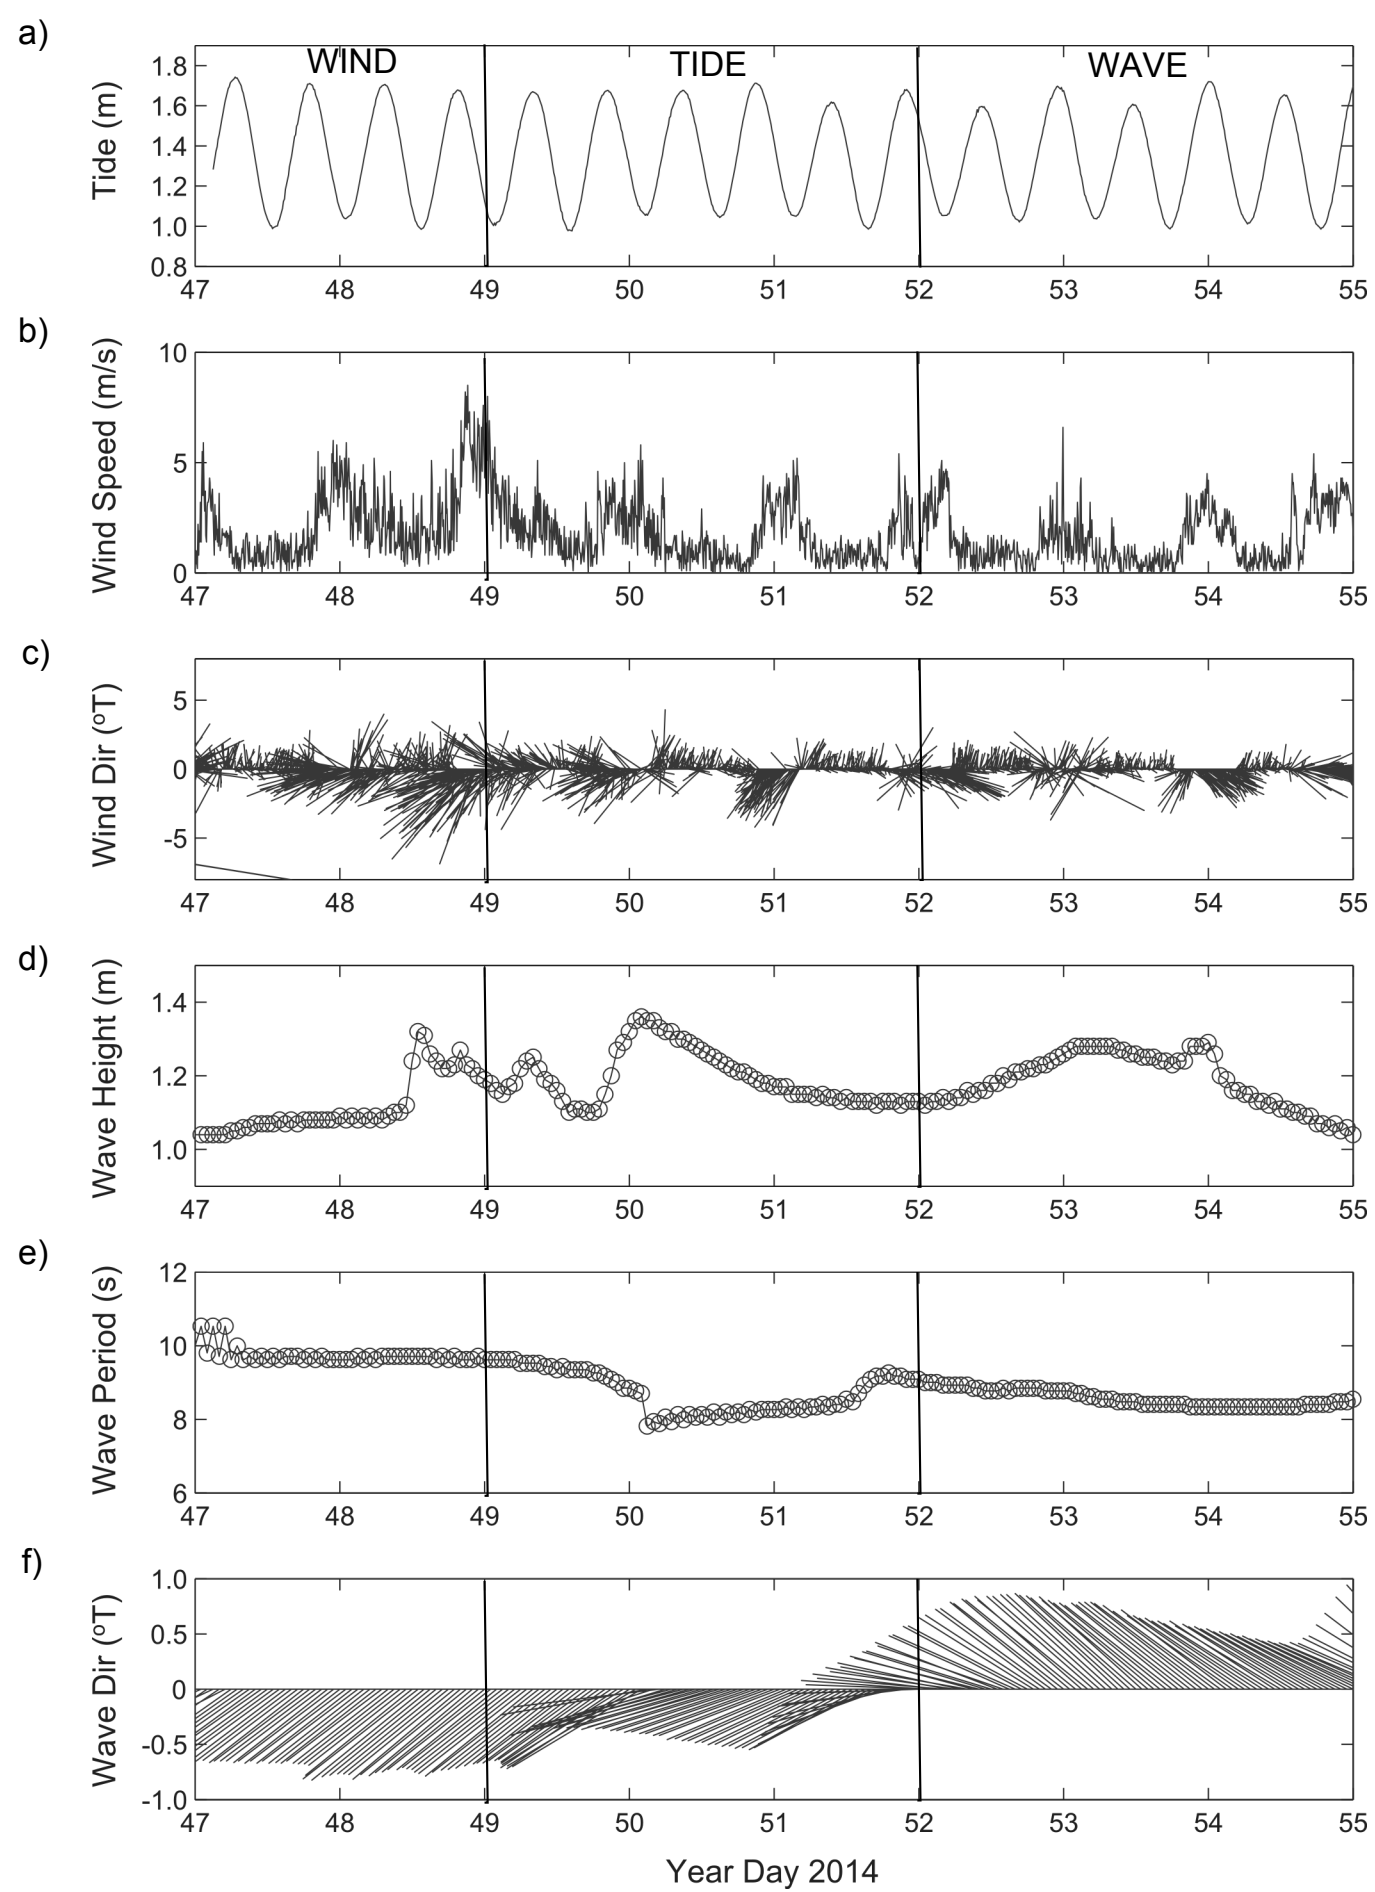 a)
WIND TIDE WAVE
Tide (m)
1.8
1.6
1.4
1.2
1.0
0.8
47 48 49 50 51 52 53 54 55
b)
Wind Speed (m/s)
10
5
0
47 48 49 50 51 52 53 54 55
c)
Wind Dir (ºT)
5
0
-5
47 48 49 50 51 52 53 54 55
d)
Wave Height (m)
1.4
1.2
1.0
47 48 49 50 51 52 53 54 55
e)
Wave Period (s)
12
10
8
6
47 48 49 50 51 52 53 54 55
f)
Wave Dir (ºT)
1.0
0.5
0
-0.5
-1.0
47 48 49 50 51 52 53 54 55
Year Day 2014